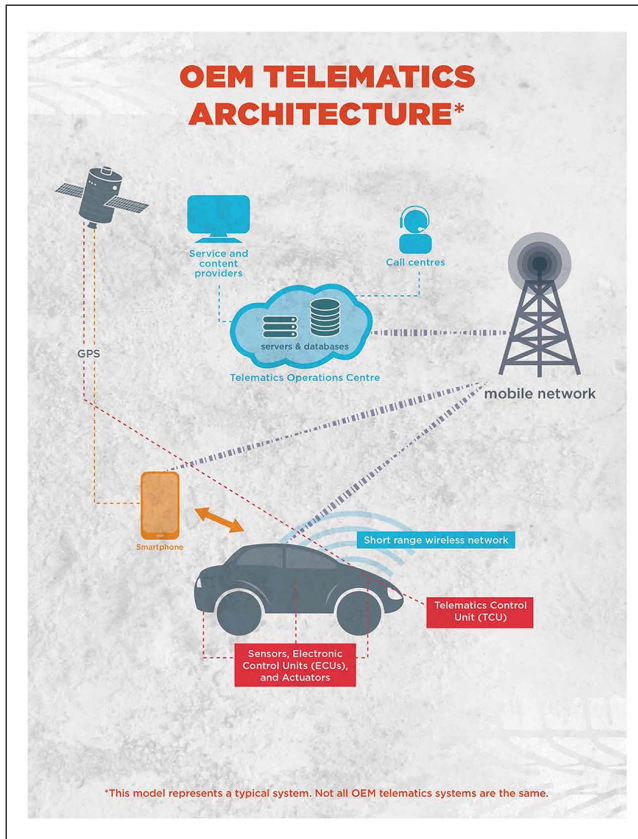 OEM TELEMATICS
ARCHITECTURE*
Service and
content
providers
Call centres
servers & databases
Telematics Operations Centre
GPS
mobile network
Smartphone
Short range wireless network
Telematics Control
Unit (TCU)
Sensors, Electronic
Control Units (ECUs),
and Actuators
*This model represents a typical system. Not all OEM telematics systems are the same.